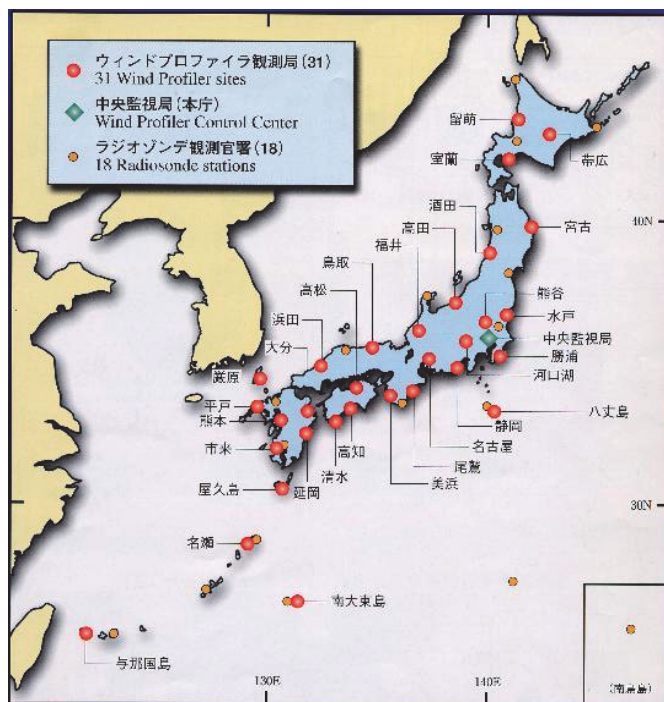 ウィンドプロファイラ観測局(31)
31 Wind Profiler sites
中央監視局(本庁)
Wind Profiler Control Center
ラジオゾンデ観測官署(18)
18 Radiosonde stations
留萌
帯広
室蘭
40N
酒田
宮古
高田
福井
鳥取
熊谷
高松
水戸
浜田
中央監視局
大分
勝浦
厳原
河口湖
平戸
八丈島
熊本
静岡
市来
高知
名古屋
清水
尾鷲
屋久島
延岡
美浜
30N
名瀬
南大東島
与那国島
130E
140E
(南鳥島)